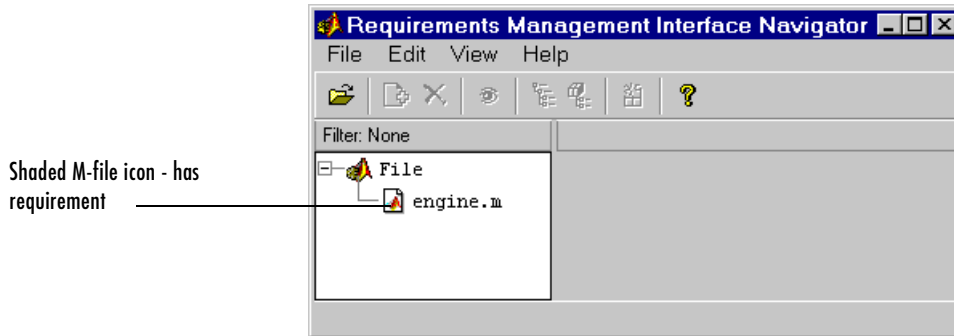 Requirements Management Interface Navigator
File Edit View Help
Filter: None
File
engine.m
Shaded M-file icon - has
requirement